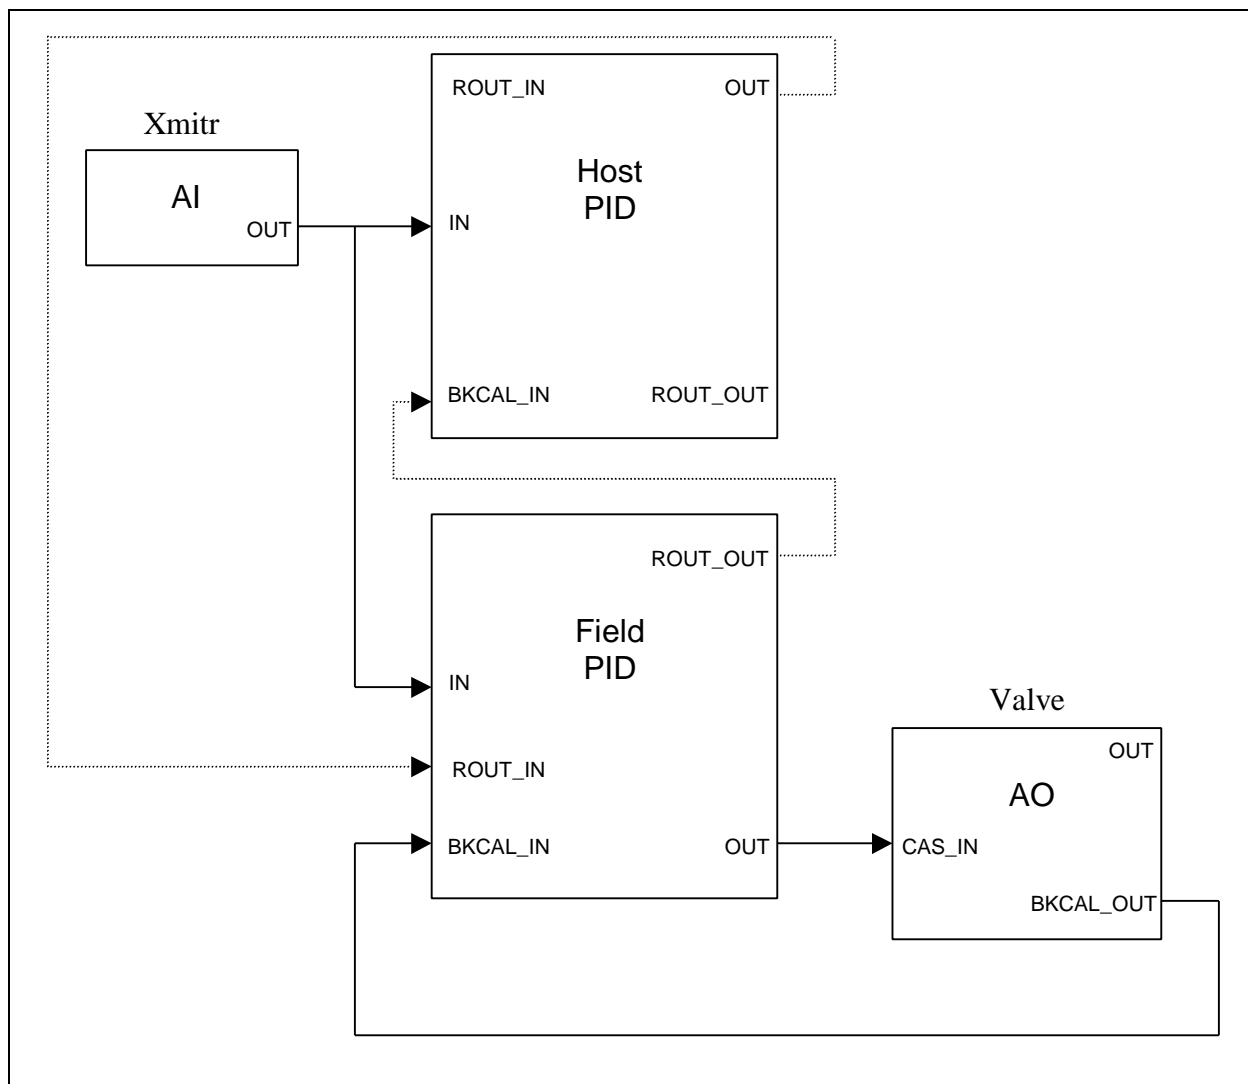 Xmitr
AI
OUT
ROUT_IN
OUT
Host
PID
IN
BKCAL_IN
ROUT_OUT
ROUT_OUT
Field
PID
IN
ROUT_IN
BKCAL_IN
OUT
Valve
OUT
AO
CAS_IN
BKCAL_OUT